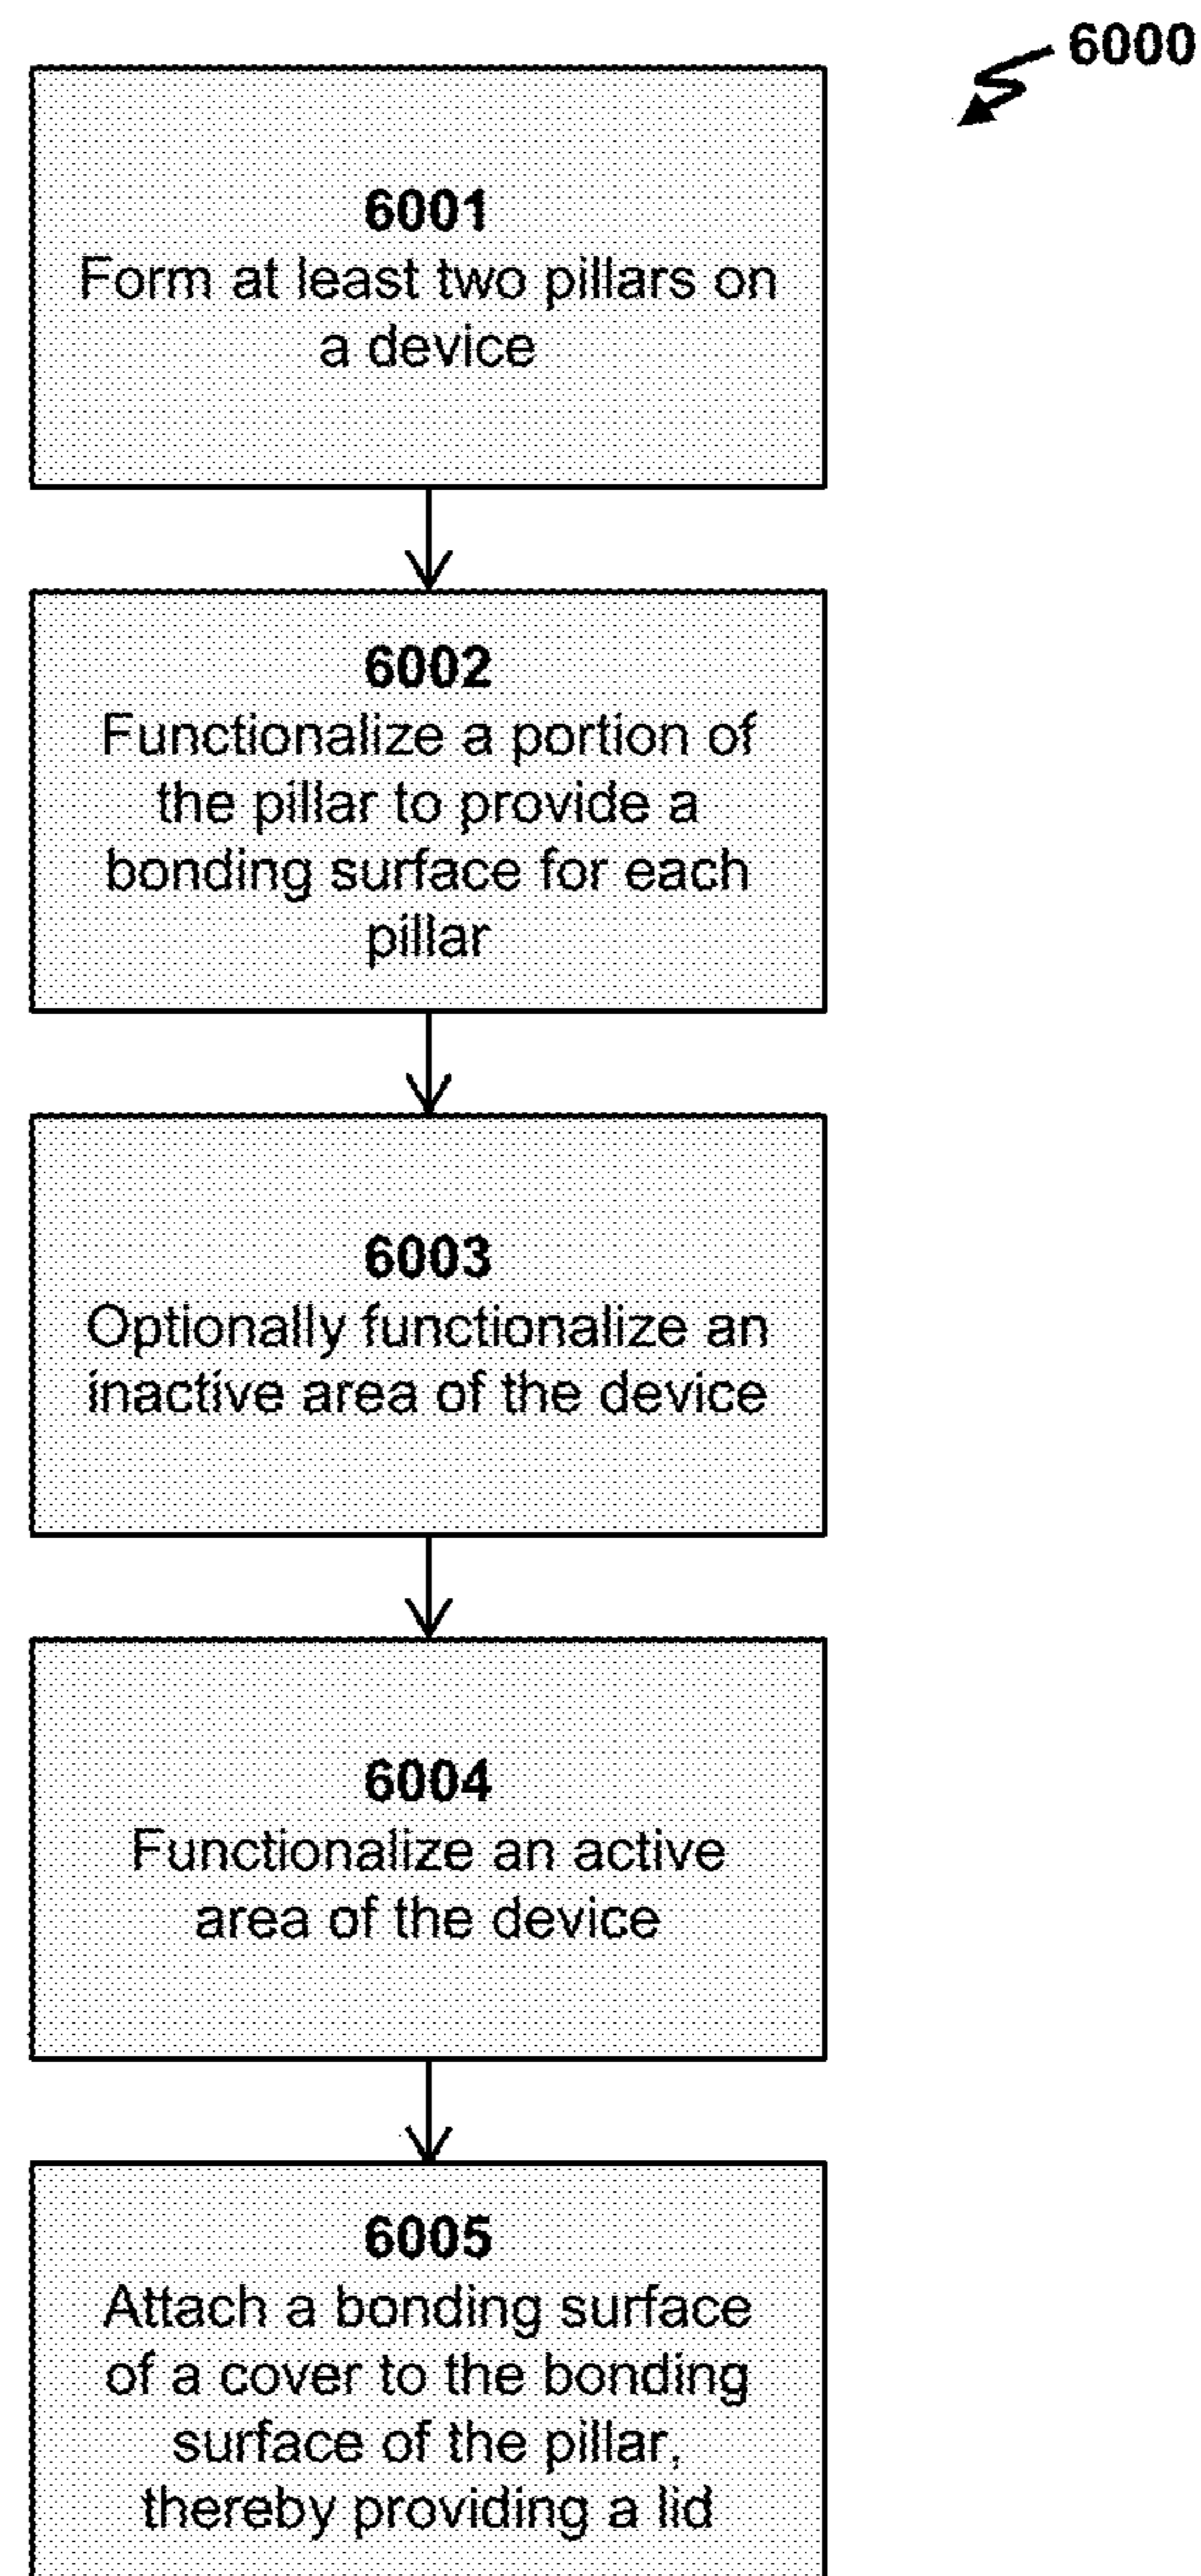 6000
6001
Form at least two pillars on
a device
6002
Functionalize a portion of
the pillar to provide a
bonding surface for each
pillar
6003
Optionally functionalize an
inactive area of the device
6004
Functionalize an active
area of the device
6005
Attach a bonding surface
of a cover to the bonding
surface of the pillar,
thereby providing a lid